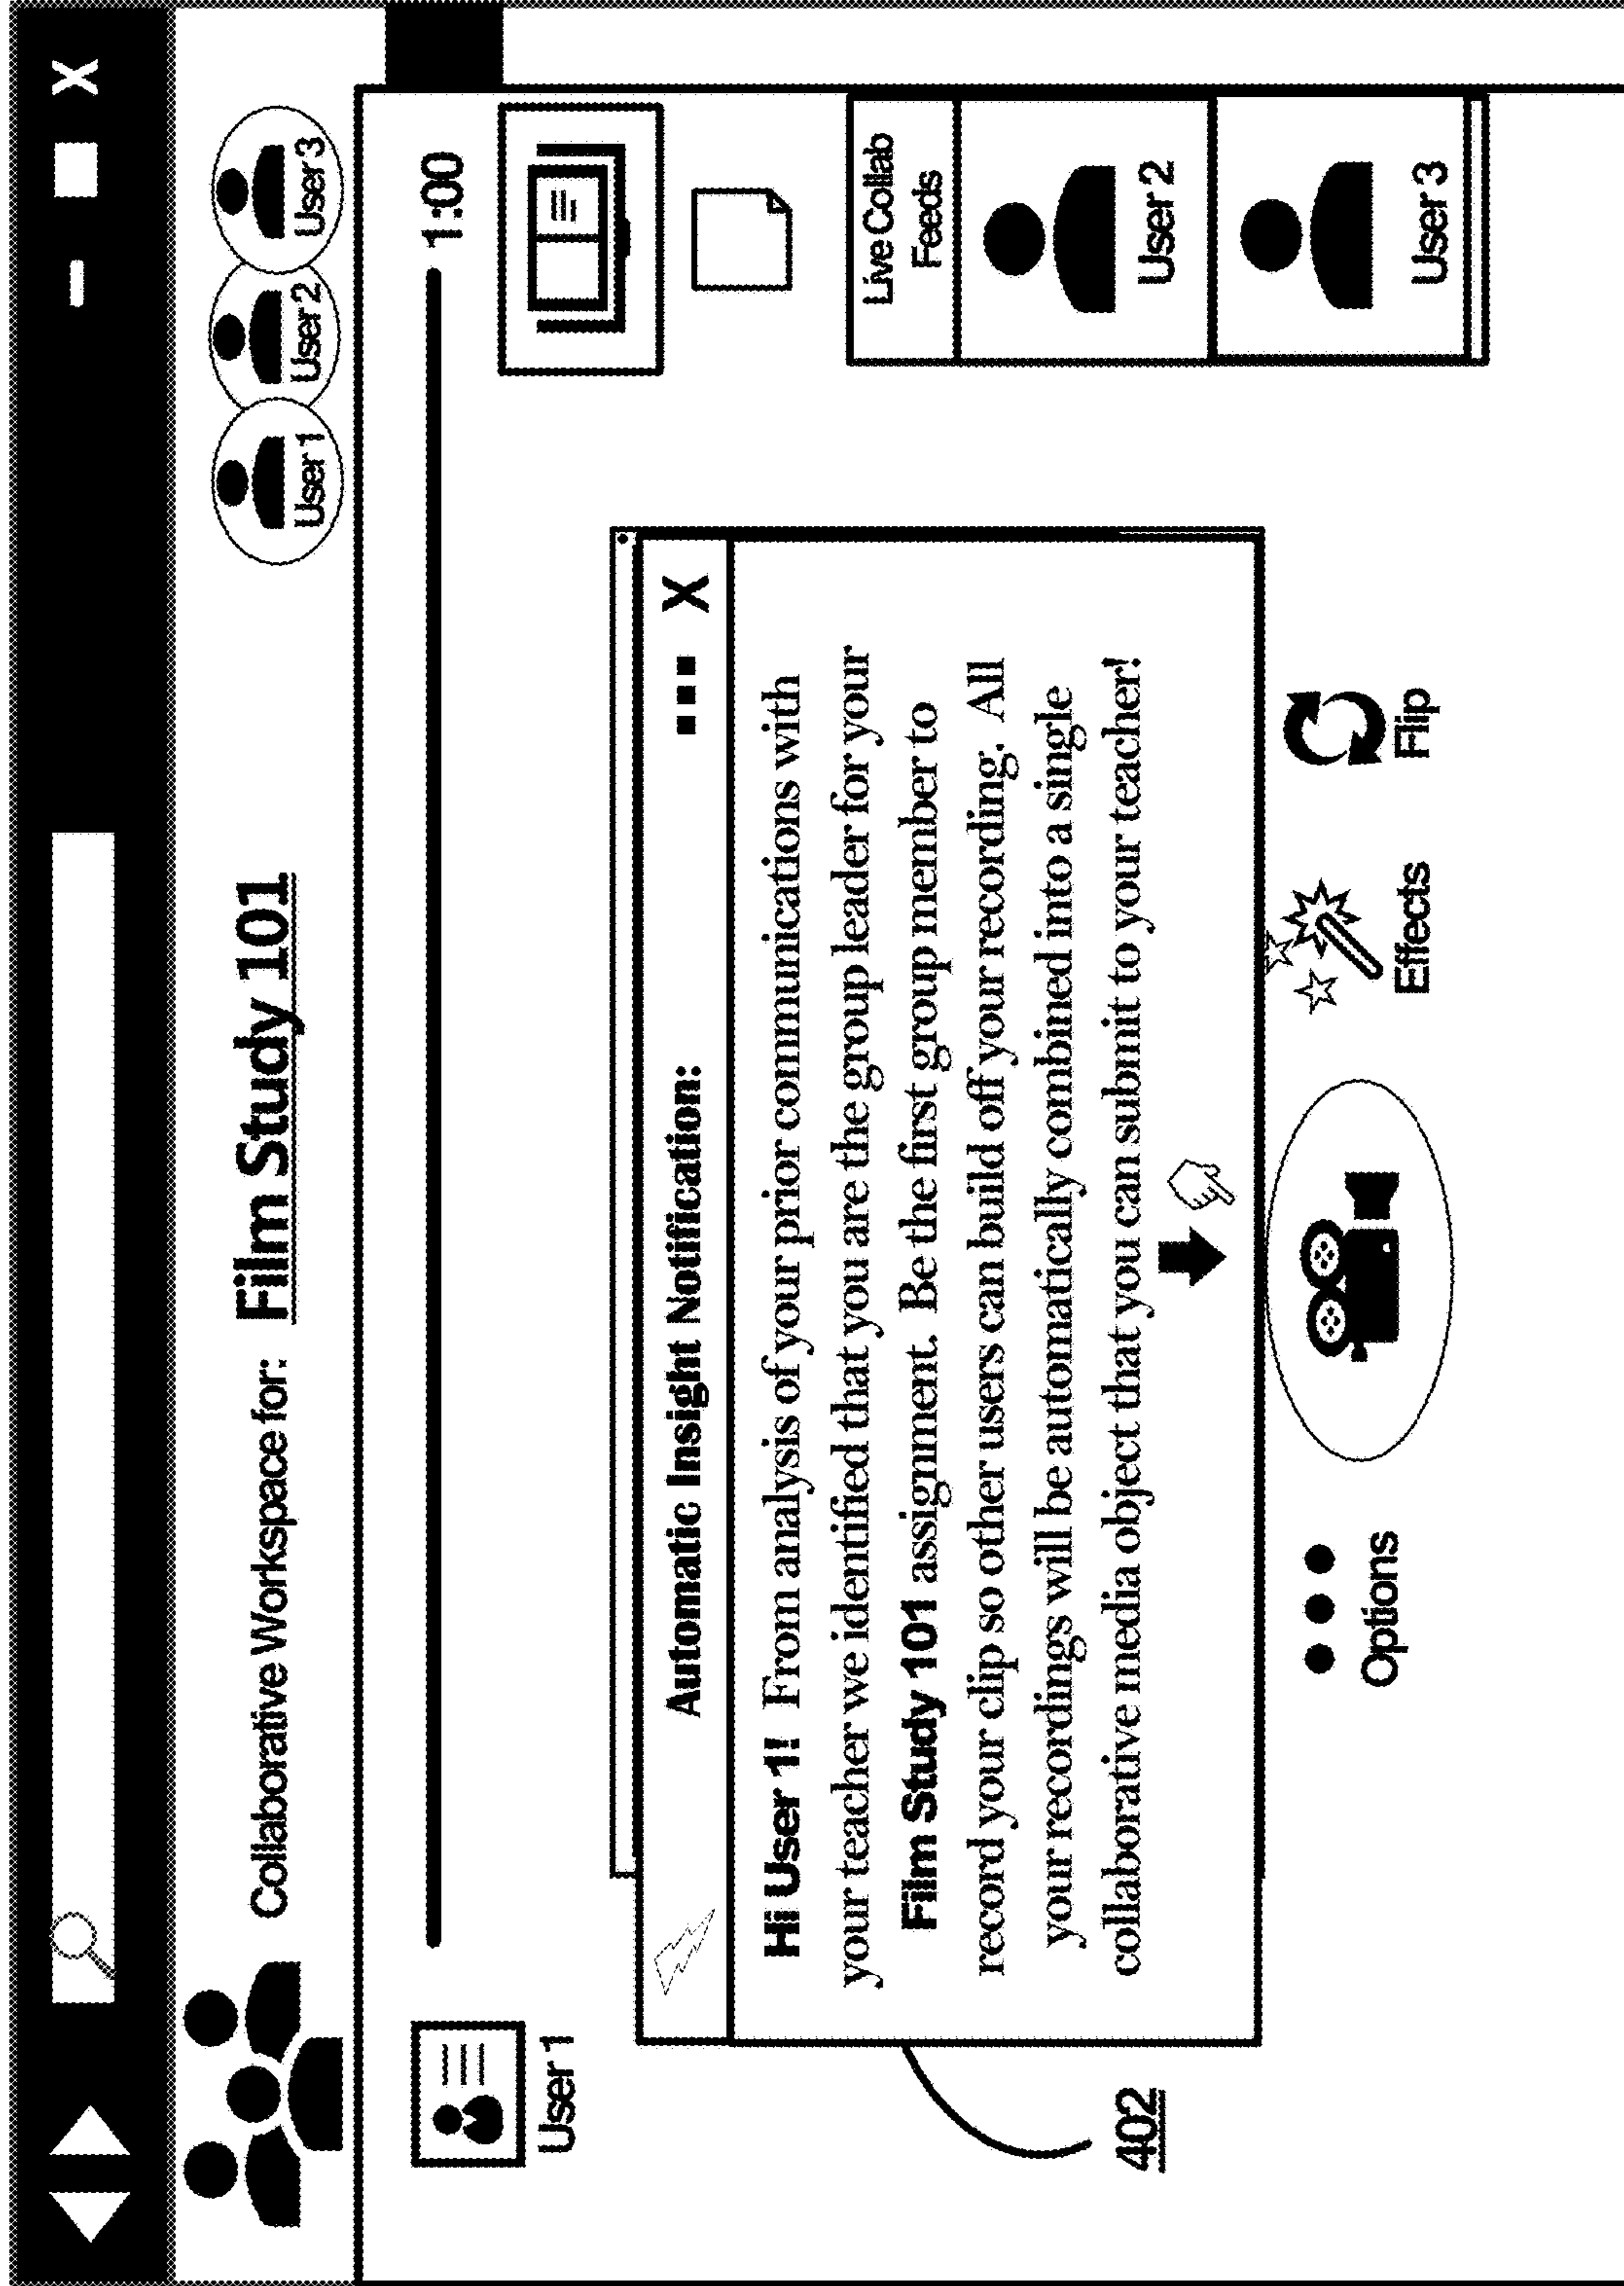 X
Collaborative Workspace for: Film Study 101
User 1
User 2
User 3
User 1
1:00
Automatic Insight Notification:
X
Hi User 1! From analysis of your prior communications with
your teacher we identified that you are the group leader for your
Film Study 101 assignment. Be the first group member to
record your clip so other users can build off your recording. All
your recordings will be automatically combined into a single
collaborative media object that you can submit to your teacher!
402
Options
Effects
Flip
Live Collab
Feeds
User 2
User 3